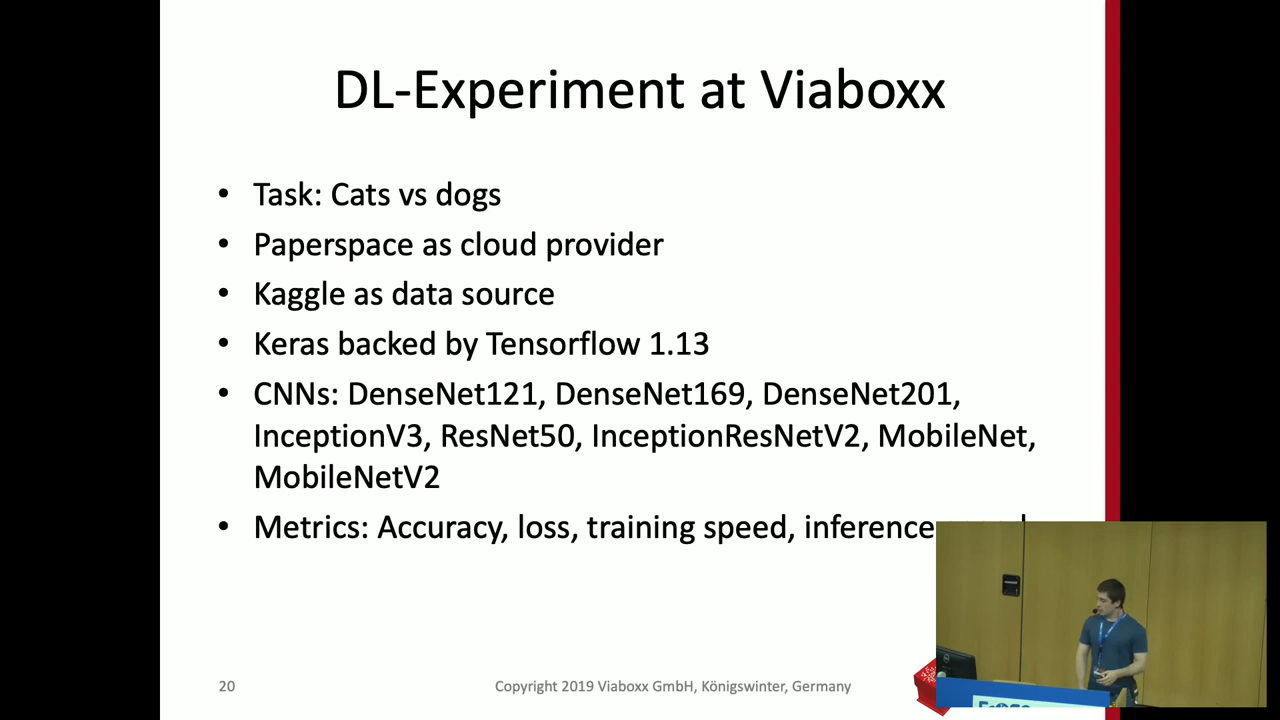 DL-Experiment at Viaboxx
• Task: Cats vs dogs
• Paperspace as cloud provider
• Kaggle as data source
• Keras backed by Tensorflow 1.13
• CNNs: DenseNet121, DenseNet169, DenseNet201,
InceptionV3, ResNet50, InceptionResNetV2, MobileNet,
MobileNetV2
• Metrics: Accuracy, loss, training speed, inference
20
Copyright 2019 Viaboxx GmbH, Königswinter, Germany